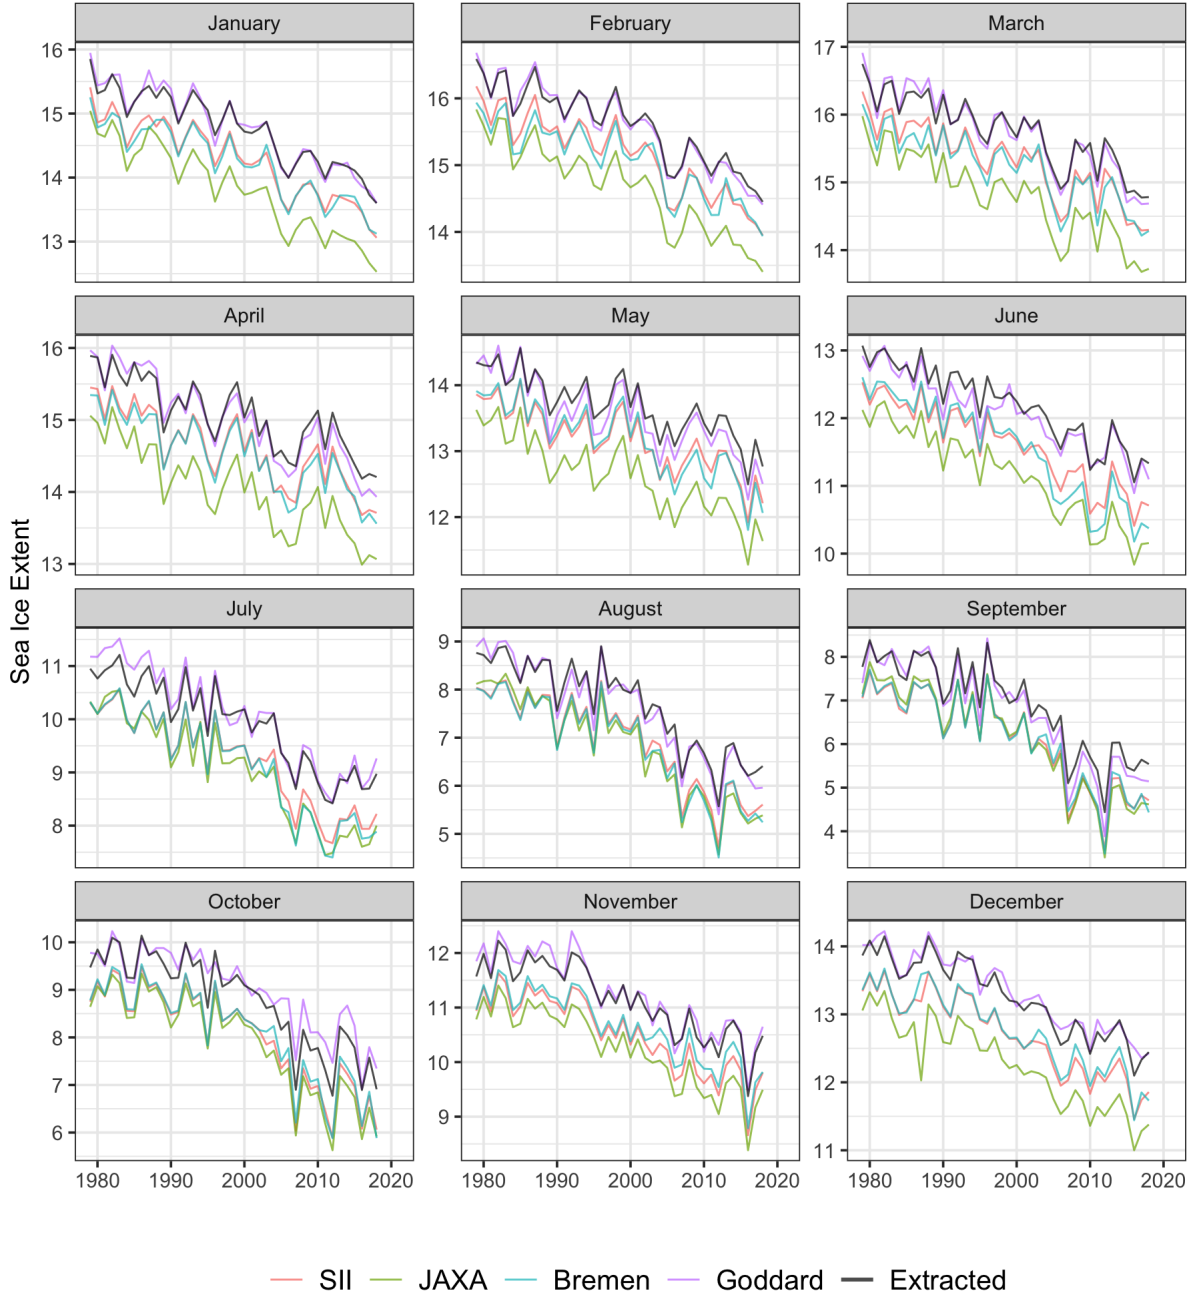 January
February
March
16
15
14
13
16
15
14
17
16
15
14
April
May
June
16
15
14
13
14
13
12
13
12
11
10
Sea Ice Extent
July
August
September
11
10
9
8
9
8
7
6
5
8
7
6
5
4
October
November
December
10
9
8
7
6
12
11
10
9
14
13
12
11
1980 1990 2000 2010 2020
1980 1990 2000 2010 2020
1980 1990 2000 2010 2020
SII JAXA Bremen Goddard Extracted